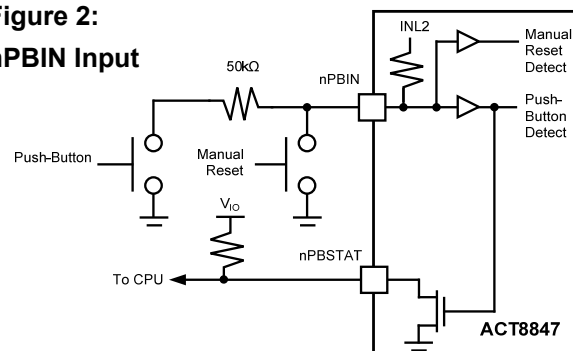 Figure 2:
nPBIN Input
INL2
Manual
Reset
Detect
50kΩ
nPBIN
Push-
Button
Detect
Push-Button
Manual
Reset
VIO
nPBSTAT
To CPU
ACT8847